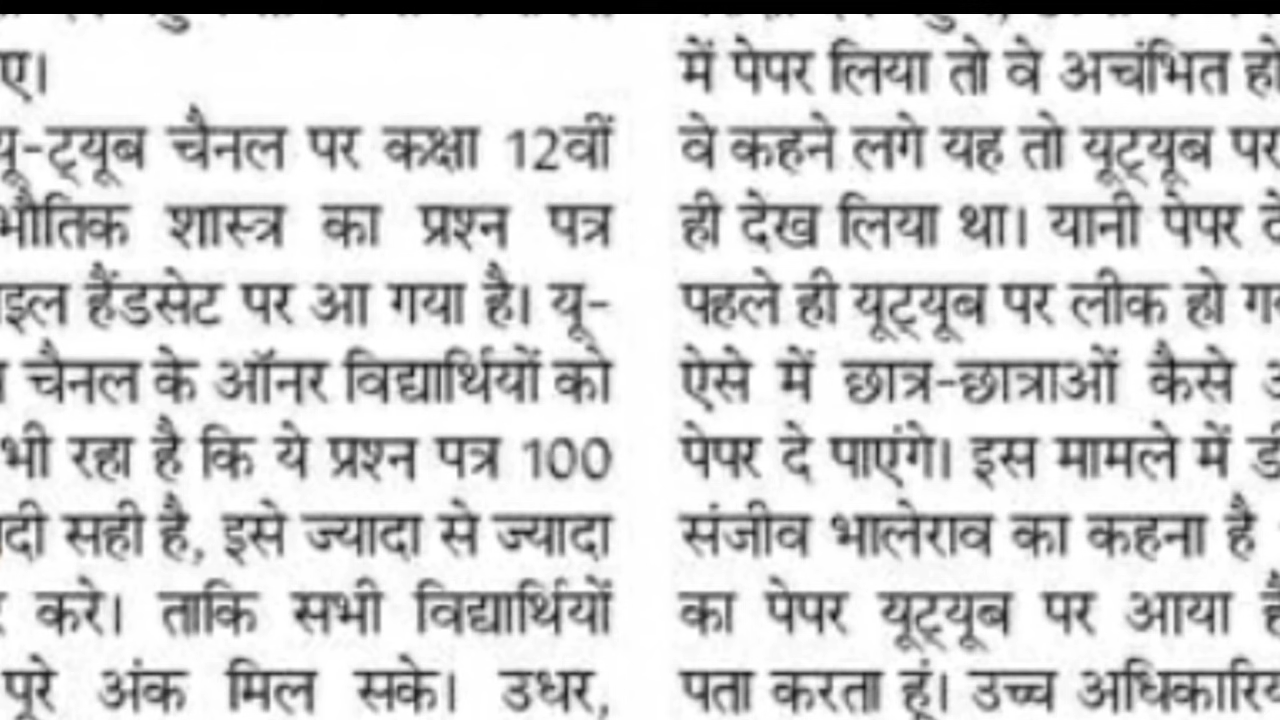 ए।
यू-ट्यूब चैनल पर कक्षा 12वीं
भौतिक शास्त्र का प्रश्न पत्र
हैंडसेट पर आ गया है। यू-
चैनल के ऑनर विद्यार्थियों को
भी रहा है कि ये प्रश्न पत्र 100
सही है, इसे ज्यादा से ज्यादा
करे। ताकि सभी विद्यार्थियों
पूरे अंक मिल सके। उधर,
में पेपर लिया तो वे अचंभित
वे कहने लगे यह तो यूट्यूब पर
ही देख लिया था। यानी पेपर
पहले ही यूट्यूब पर लीक हो
ऐसे में छात्र-छात्राओं कैसे
पेपर दे पाएंगे। इस मामले में
संजीव भालेराव का कहना है
का पेपर यूट्यूब पर आया
पता करता हूं। उच्च